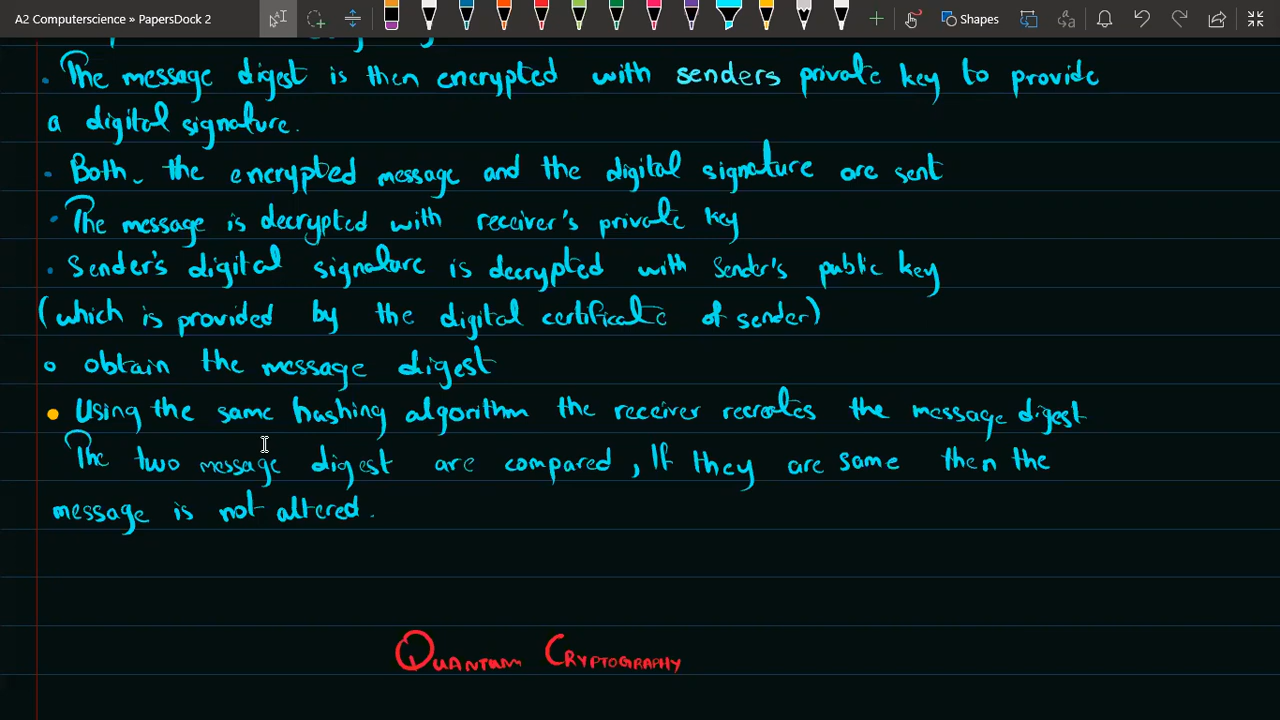 A2 Computerscience » PapersDock 2
Shapes
• The message digest is then encrypted with senders private key to provide
a digital signature.
• Both the encrypted message and the digital signature are sent
• The message is decrypted with receiver's private key
• Sender's digital signature is decrypted with Sender's public key
(which is provided by the digital certificate of sender)
• obtain the message digest
• Using the same hashing algorithm the receiver recreates the message digest
The two message digest are compared, If they are same then the
message is not altered.
QUANTUM CRYPTOGRAPHY